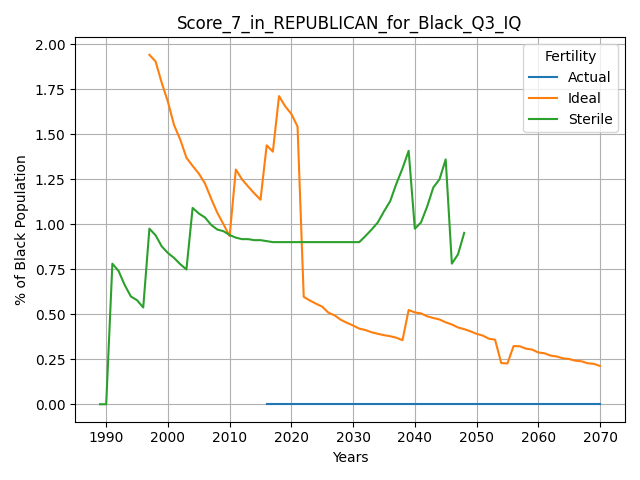 Score_7_in_REPUBLICAN_for_Black_Q3_IQ
% of Black Population
2.00
1.75
1.50
1.25
1.00
0.75
0.50
0.25
0.00
Fertility
Actual
Ideal
Sterile
1990 2000 2010 2020 2030 2040 2050 2060 2070
Years